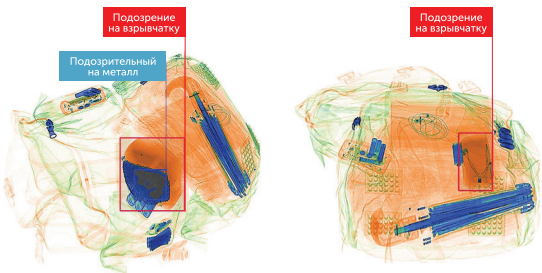 Подозрение
на взрывчатку
Подозрительный
на металл
Подозрение
на взрывчатку